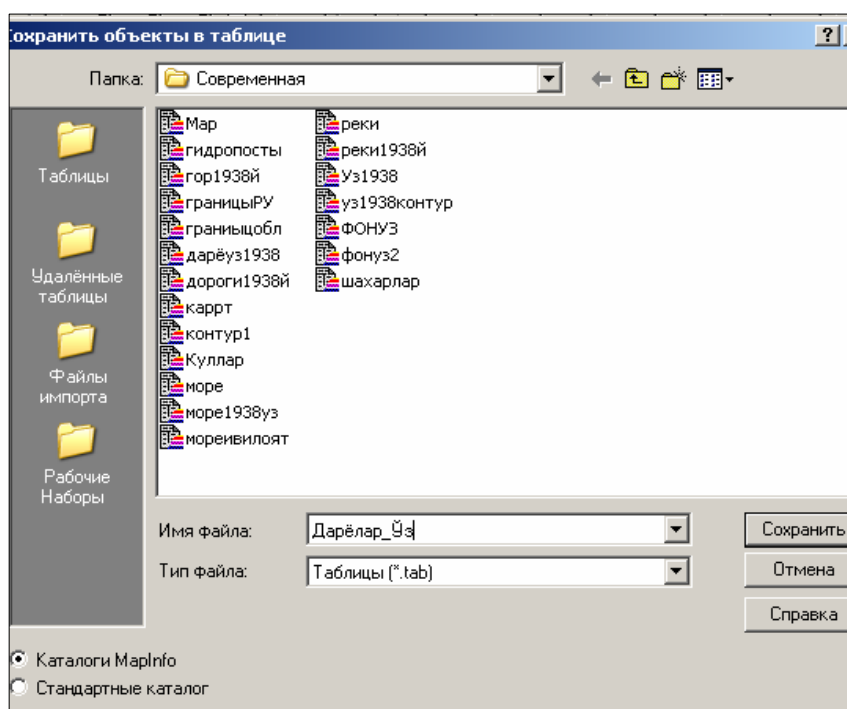 Сохранить объекты в таблице
Папка: Современная
Таблицы
Удалённые
таблицы
Файлы
импорта
Рабочие
Наборы
Мар
гидропосты
гор1938й
границыРУ
граниыцобл
дарёуз1938
дороги1938й
каррт
контур1
Куллар
море
море1938уз
мореивилоят
реки
реки1938й
Уз1938
уз1938контур
ФОНУЗ
фонуз2
шахарлар
Имя файла: Дарёлар_Ўз
Сохранить
Тип файла: Таблицы (*.tab)
Отмена
Справка
Каталоги MapInfo
Стандартные каталог